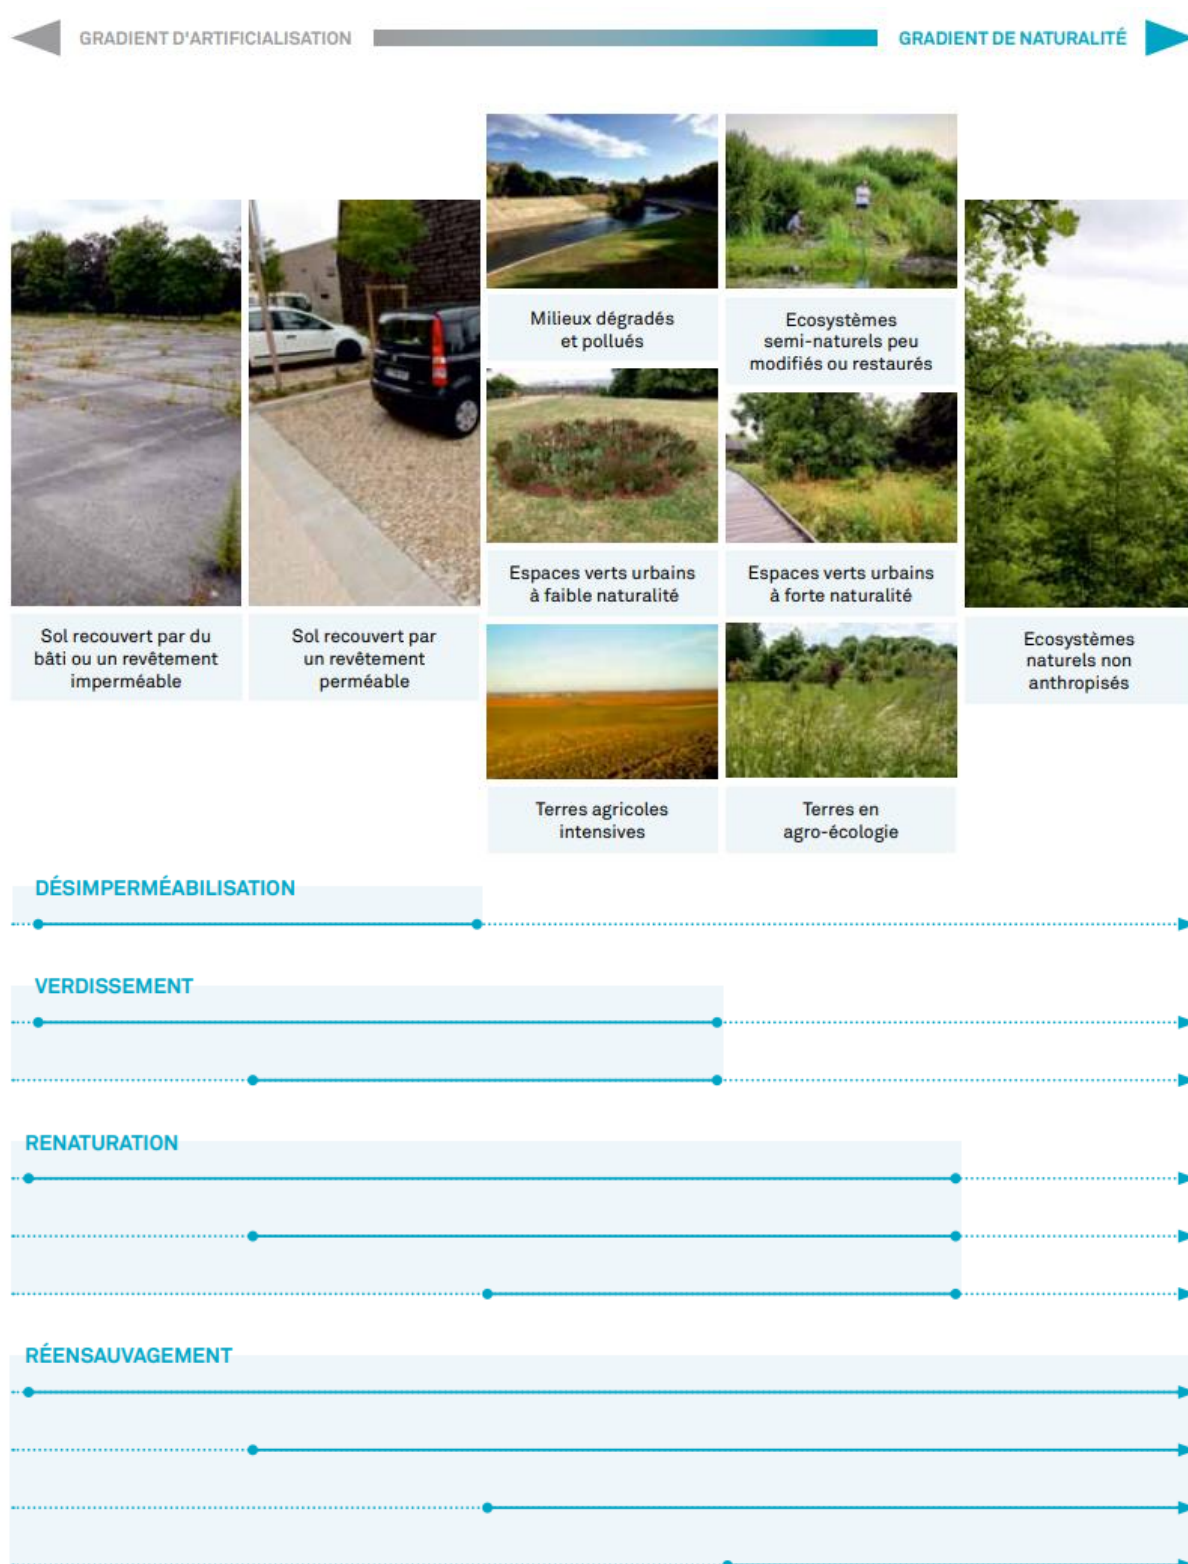 GRADIENT D'ARTIFICIALISATION
GRADIENT DE NATURALITÉ
Milieux dégradés
et pollués
Ecosystèmes
semi-naturels peu
modifiés ou restaurés
Espaces verts urbains
à faible naturalité
Espaces verts urbains
à forte naturalité
Sol recouvert par du
bâti ou un revêtement
imperméable
Sol recouvert par
un revêtement
perméable
Ecosystèmes
naturels non
anthropisés
Terres agricoles
intensives
Terres en
agro-écologie
DÉSIMPERMÉABILISATION
VERDISSEMENT
RENATURATION
RÉENSAUVAGEMENT